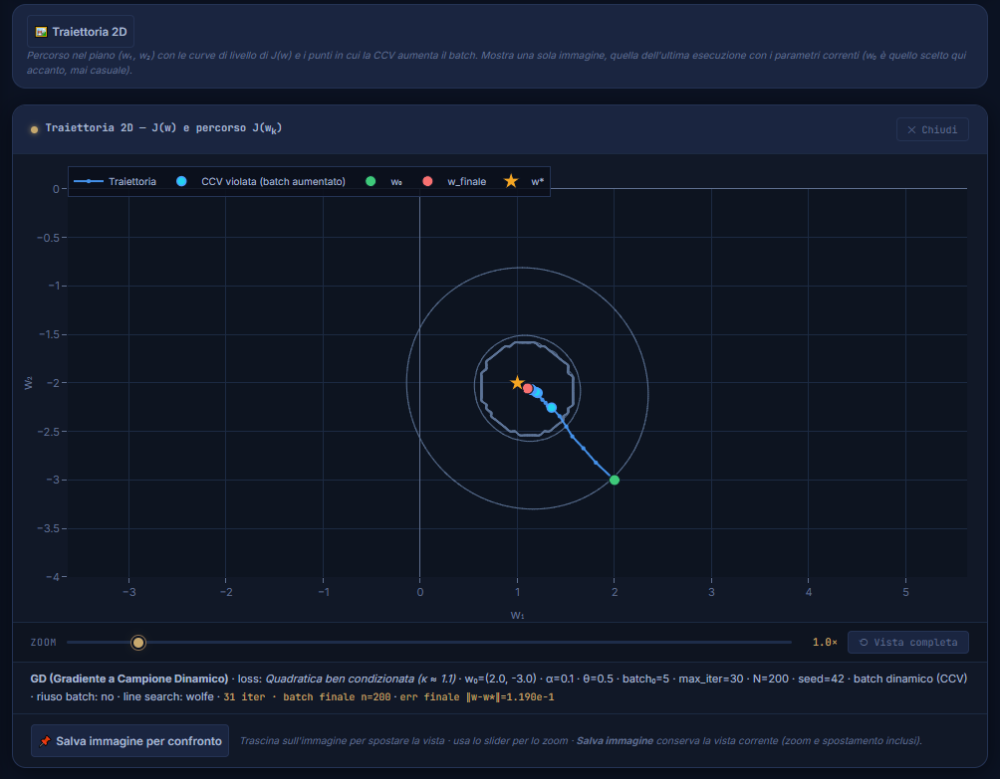 🖼️ Traiettoria 2D
Percorso nel piano (w₁, w₂) con le curve di livello di J(w) e i punti in cui la CCV aumenta il batch. Mostra una sola immagine, quella dell'ultima esecuzione con i parametri correnti (w₀ è quello scelto qui
accanto, mai casuale).
Traiettoria 2D — J(w) e percorso J(wₖ)
× Chiudi
Traiettoria CCV violata (batch aumentato) w₀ w_finale w*
0
−0.5
−1
−1.5
−2
−2.5
−3
−3.5
−4
w₂
−3 −2 −1 0 1 2 3 4 5
w₁
ZOOM 1.0× Vista completa
GD (Gradiente a Campione Dinamico) · loss: Quadratica ben condizionata (κ ≈ 1.1) · w₀=(2.0, -3.0) · α=0.1 · θ=0.5 · batch₀=5 · max_iter=30 · N=200 · seed=42 · batch dinamico (CCV)
· riuso batch: no · line search: wolfe · 31 iter · batch finale n=200 · err finale ‖w-w*‖=1.190e-1
📌 Salva immagine per confronto
Trascina sull'immagine per spostare la vista · usa lo slider per lo zoom · Salva immagine conserva la vista corrente (zoom e spostamento inclusi).